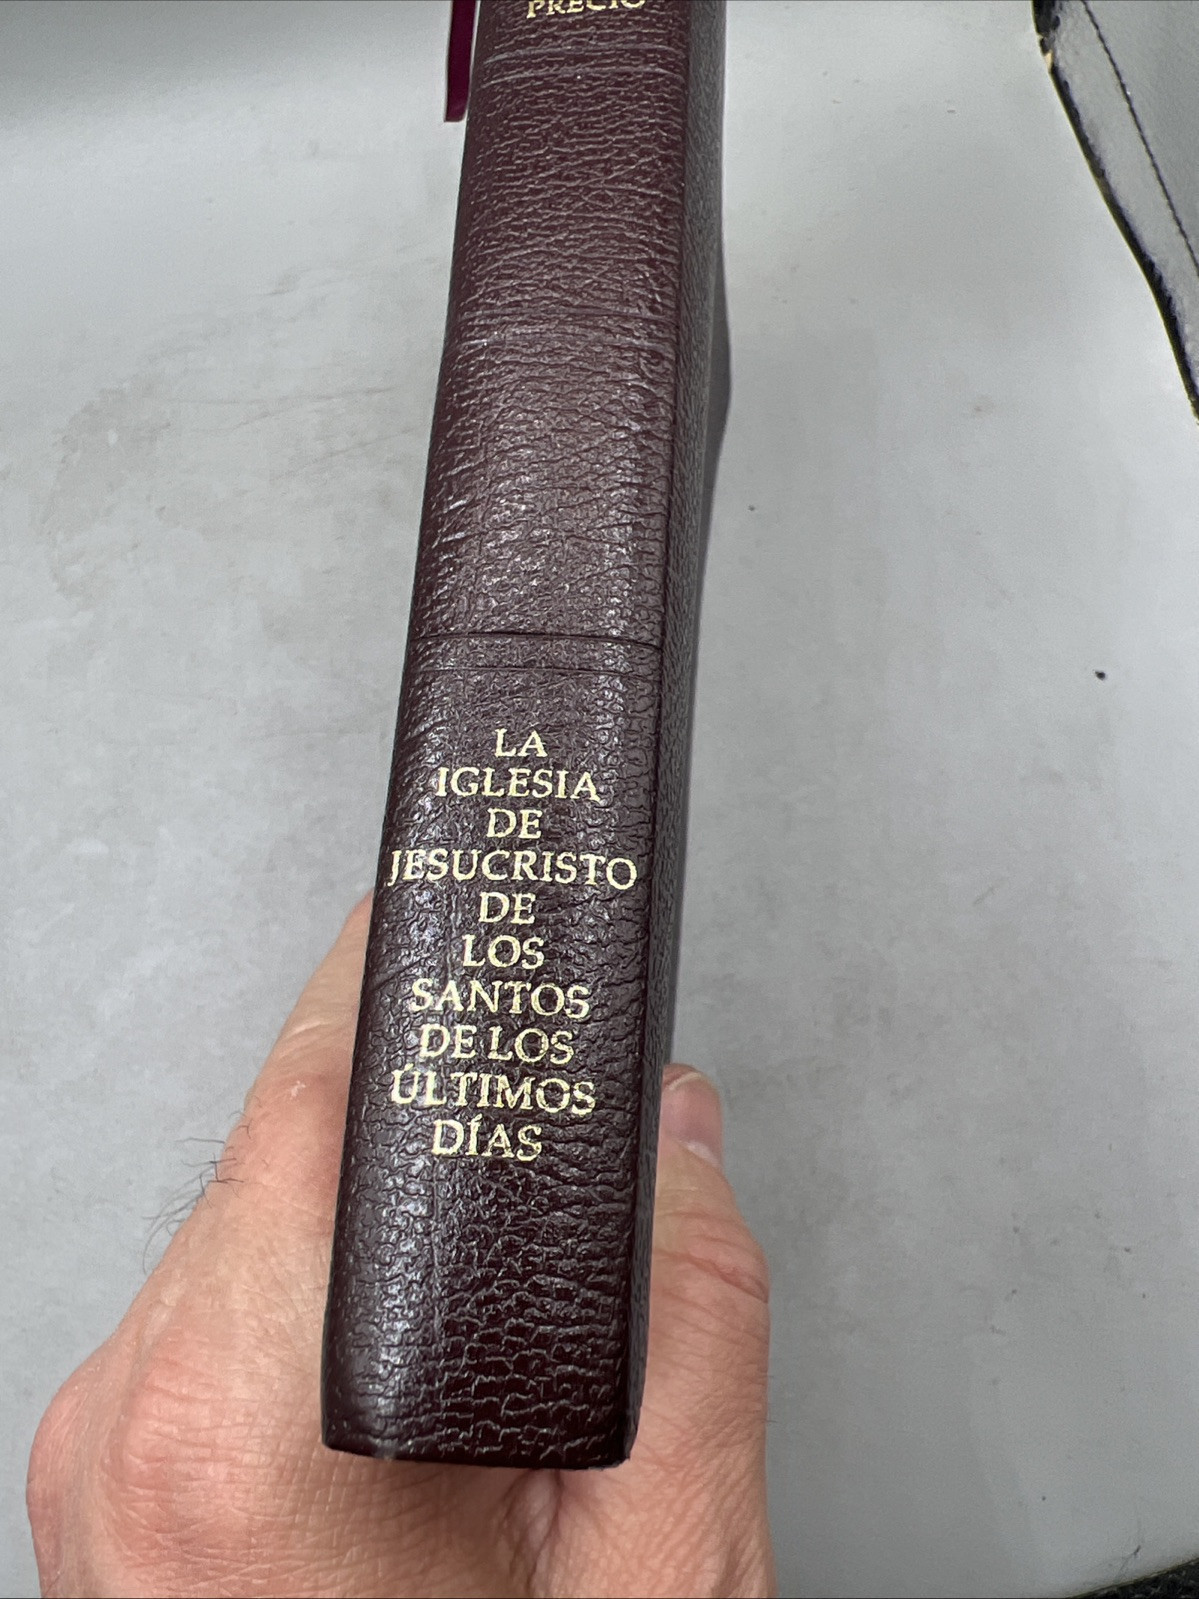 PRECIO
LA
IGLESIA
DE
JESUCRISTO
DE
LOS
SANTOS
DE LOS
ÚLTIMOS
DÍAS